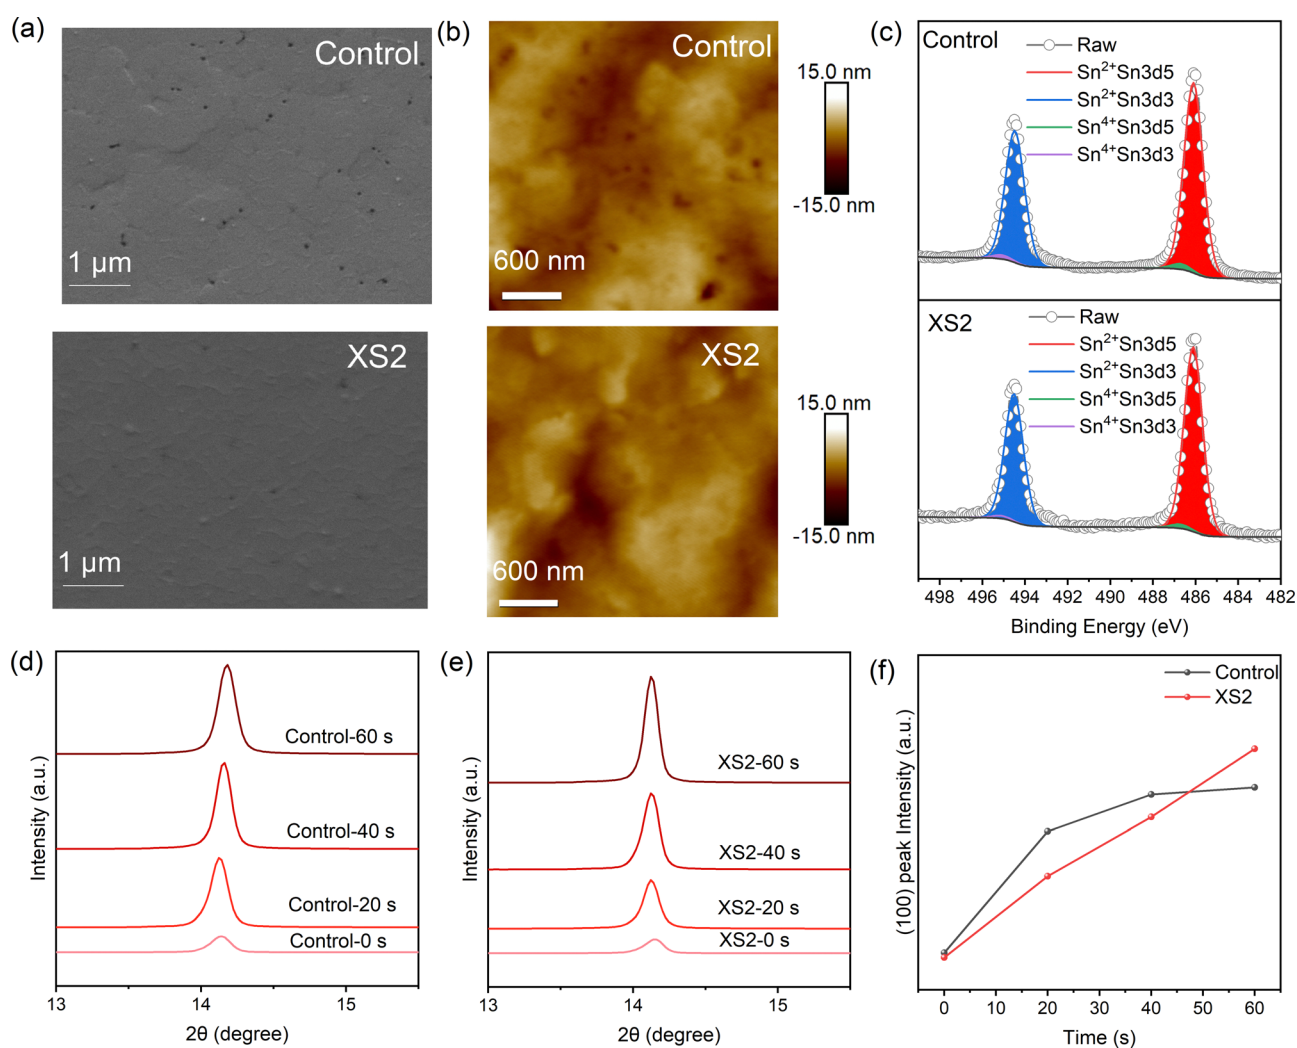 (a)
Control
1 μm
XS2
1 μm
(b)
Control
600 nm
15.0 nm
-15.0 nm
XS2
600 nm
15.0 nm
-15.0 nm
(c)
Control
Raw
Sn²⁺Sn3d5
Sn²⁺Sn3d3
Sn⁴⁺Sn3d5
Sn⁴⁺Sn3d3
XS2
Raw
Sn²⁺Sn3d5
Sn²⁺Sn3d3
Sn⁴⁺Sn3d5
Sn⁴⁺Sn3d3
498 496 494 492 490 488 486 484 482
Binding Energy (eV)
(d)
Intensity (a.u.)
Control-60 s
Control-40 s
Control-20 s
Control-0 s
13 14 15
2θ (degree)
(e)
Intensity (a.u.)
XS2-60 s
XS2-40 s
XS2-20 s
XS2-0 s
13 14 15
2θ (degree)
(f)
(100) peak Intensity (a.u.)
Control
XS2
0 10 20 30 40 50 60
Time (s)